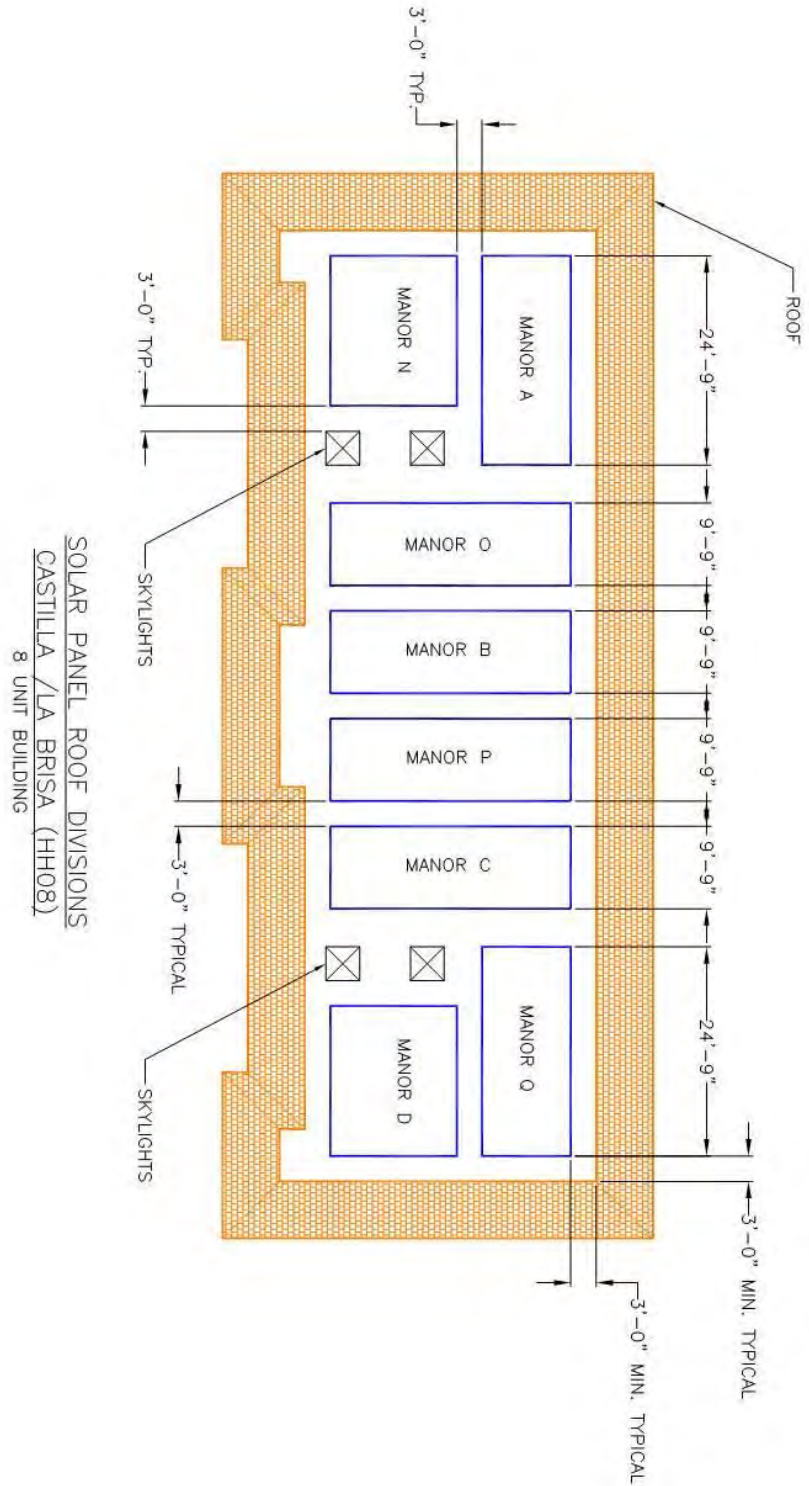 ROOF
24'-9"
9'-9"
9'-9"
9'-9"
9'-9"
24'-9"
3'-0" MIN. TYPICAL
3'-0" MIN. TYPICAL
3'-0" TYP.
MANOR A
MANOR N
MANOR O
MANOR B
MANOR P
MANOR C
MANOR Q
MANOR D
3'-0" TYP.
SKYLIGHTS
3'-0" TYPICAL
SKYLIGHTS
SOLAR PANEL ROOF DIVISIONS
CASTILLA /LA BRISA (HH08)
8 UNIT BUILDING